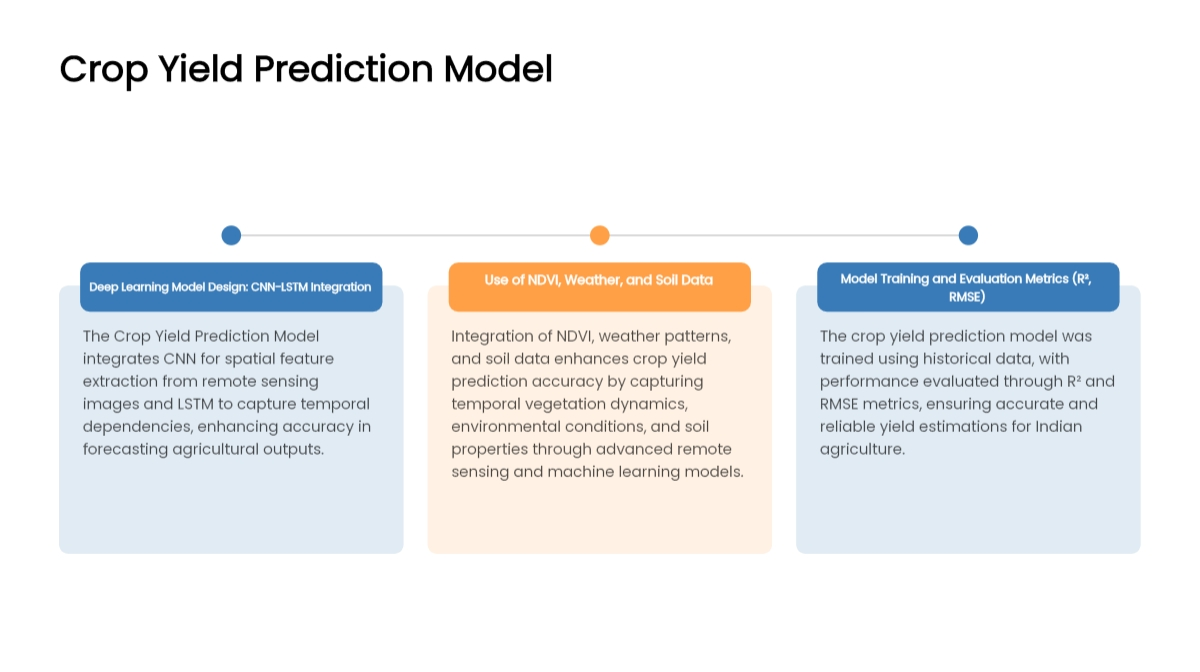 Crop Yield Prediction Model
Deep Learning Model Design: CNN-LSTM Integration
The Crop Yield Prediction Model
integrates CNN for spatial feature
extraction from remote sensing
images and LSTM to capture temporal
dependencies, enhancing accuracy in
forecasting agricultural outputs.
Use of NDVI, Weather, and Soil Data
Integration of NDVI, weather patterns,
and soil data enhances crop yield
prediction accuracy by capturing
temporal vegetation dynamics,
environmental conditions, and soil
properties through advanced remote
sensing and machine learning models.
Model Training and Evaluation Metrics (R²,
RMSE)
The crop yield prediction model was
trained using historical data, with
performance evaluated through R² and
RMSE metrics, ensuring accurate and
reliable yield estimations for Indian
agriculture.